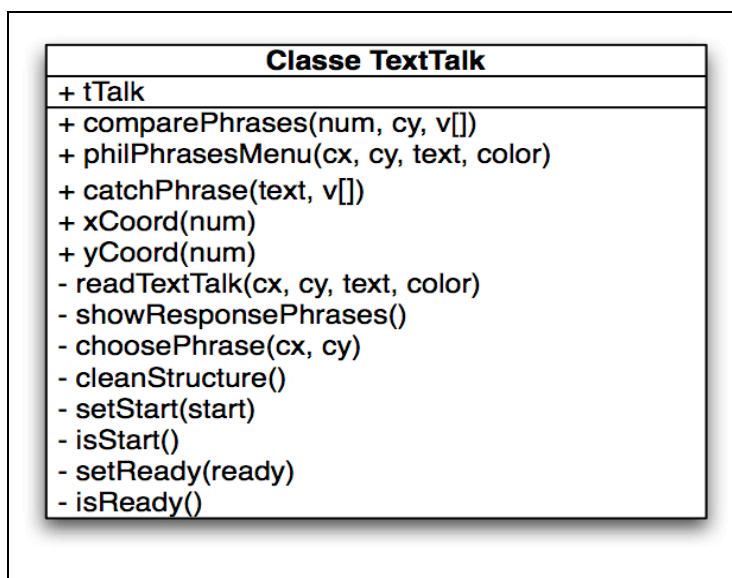 Classe TextTalk
+ tTalk
+ comparePhrases(num, cy, v[])
+ philPhrasesMenu(cx, cy, text, color)
+ catchPhrase(text, v[])
+ xCoord(num)
+ yCoord(num)
- readTextTalk(cx, cy, text, color)
- showResponsePhrases()
- choosePhrase(cx, cy)
- cleanStructure()
- setStart(start)
- isStart()
- setReady(ready)
- isReady()